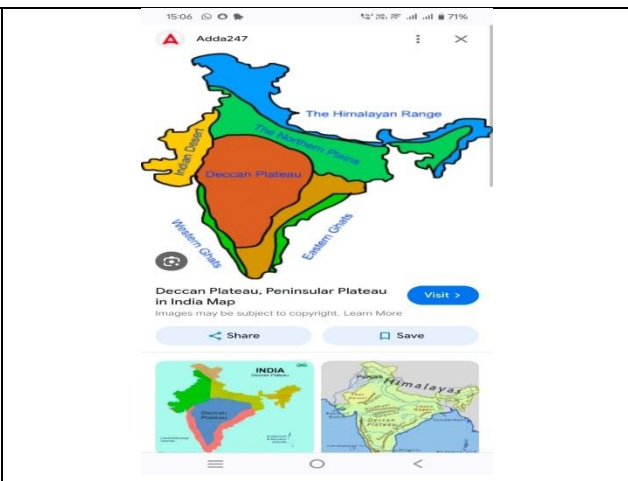 15:06
71%
Adda247
The Himalayan Range
The Northern Plains
Indian Desert
Deccan Plateau
Western Ghats
Eastern Ghats
Deccan Plateau, Peninsular Plateau
in India Map
Visit >
Images may be subject to copyright. Learn More
Share
Save
INDIA
Deccan Plateau
Deccan
Plateau
Himalayas